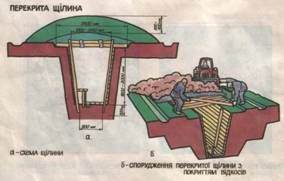 ПЕРЕКРИТА ЩІЛИНА
а
Б
а-СХЕМА ЩІЛИНИ
Б-СПОРУДЖЕННЯ ПЕРЕКРИТОЇ ЩІЛИНИ З
ПОКРИТТЯМ ВІДКОСІВ